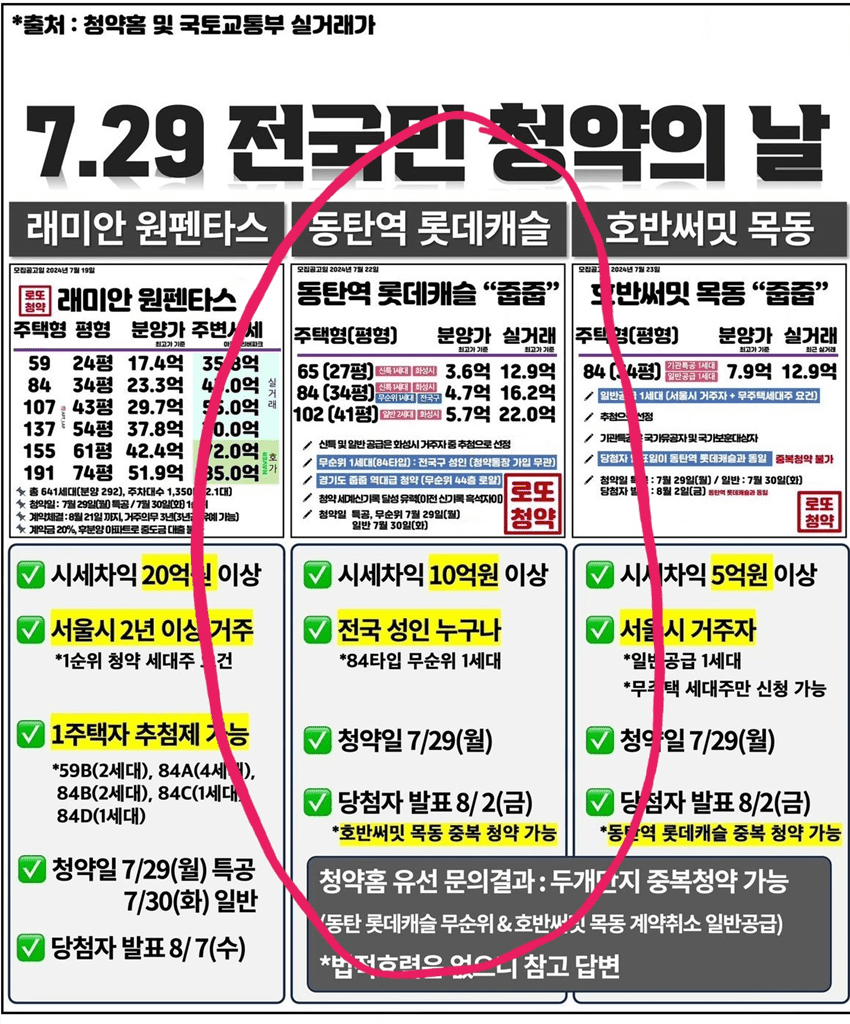 *출처 : 청약홈 및 국토교통부 실거래가
7.29 전국민 청약의 날
래미안 원펜타스
모집공고일 2024년 7월 19일
로또 청약
래미안 원펜타스
주택형 평형 분양가 주변시세
최고가 기준
59 24평 17.4억 35.8억
84 34평 23.3억
107 43평 29.7억
137 54평 37.8억
155 61평 42.4억 72.0억
191 74평 51.9억 85.0억
실거래
호가
총 641세대(분양 292), 주차대수
청약일 : 7월 29일(월) 특공 / 7월 30일(화)
계약체결 : 8월 21일 까지, 거주의무 3년
계약금 20%, 후분양 아파트로 중도금 대출
✅ 시세차익 20억원 이상
✅ 서울시 2년 이상 거주
*1순위 청약 세대주 조건
✅ 1주택자 추첨제 가능
*59B(2세대), 84A(4세대),
84B(2세대), 84C(1세대)
84D(1세대)
✅ 청약일 7/29(월) 특공
7/30(화) 일반
✅ 당첨자 발표 8/ 7(수)
동탄역 롯데캐슬
모집공고일 2024년 7월 22일
동탄역 롯데캐슬 “줍줍”
주택형(평형) 분양가 실거래
최고가 기준 최고가 기준
65 (27평) 신특 1세대 화성시 3.6억 12.9억
84 (34평) 신특 1세대 화성시 무순위 1세대 전국구 4.7억 16.2억
102 (41평) 일반 2세대 화성시 5.7억 22.0억
신특 및 일반 공급은 화성시 거주자 중 추첨으로 선정
무순위 1세대(84타입) : 전국구 성인 (청약통장 가입 무관)
경기도 줍줍 역대급 청약 (무순위 44층 로얄)
청약 세계신기록 달성 유력(이전 신기록 흑석자이)
청약일 특공, 무순위 7월 29일(월)
일반 7월 30일(화)
로또 청약
✅ 시세차익 10억원 이상
✅ 전국 성인 누구나
*84타입 무순위 1세대
✅ 청약일 7/29(월)
✅ 당첨자 발표 8/ 2(금)
*호반써밋 목동 중복 청약 가능
호반써밋 목동
모집공고일 2024년 7월 23일
호반써밋 목동 “줍줍”
주택형(평형) 분양가 실거래
최고가 기준 최근 실거래
84 (34평) 기관특공 1세대 일반공급 1세대 7.9억 12.9억
일반공급 1세대 (서울시 거주자 + 무주택세대주 요건)
추첨으로 선정
기관특공은 국가유공자 및 국가보훈대상자
당첨자 발표일이 동탄역 롯데캐슬과 동일 중복청약 불가
청약일 특공 : 7월 29일(월) / 일반 : 7월 30일(화)
당첨자 발표 : 8월 2일(금) 동탄역 롯데캐슬과 동일
로또 청약
✅ 시세차익 5억원 이상
✅ 서울시 거주자
*일반공급 1세대
*무주택 세대주만 신청 가능
✅ 청약일 7/29(월)
✅ 당첨자 발표 8/2(금)
*동탄역 롯데캐슬 중복 청약 가능
청약홈 유선 문의결과 : 두개단지 중복청약 가능
(동탄 롯데캐슬 무순위 & 호반써밋 목동 계약취소 일반공급)
*법적효력은 없으니 참고 답변